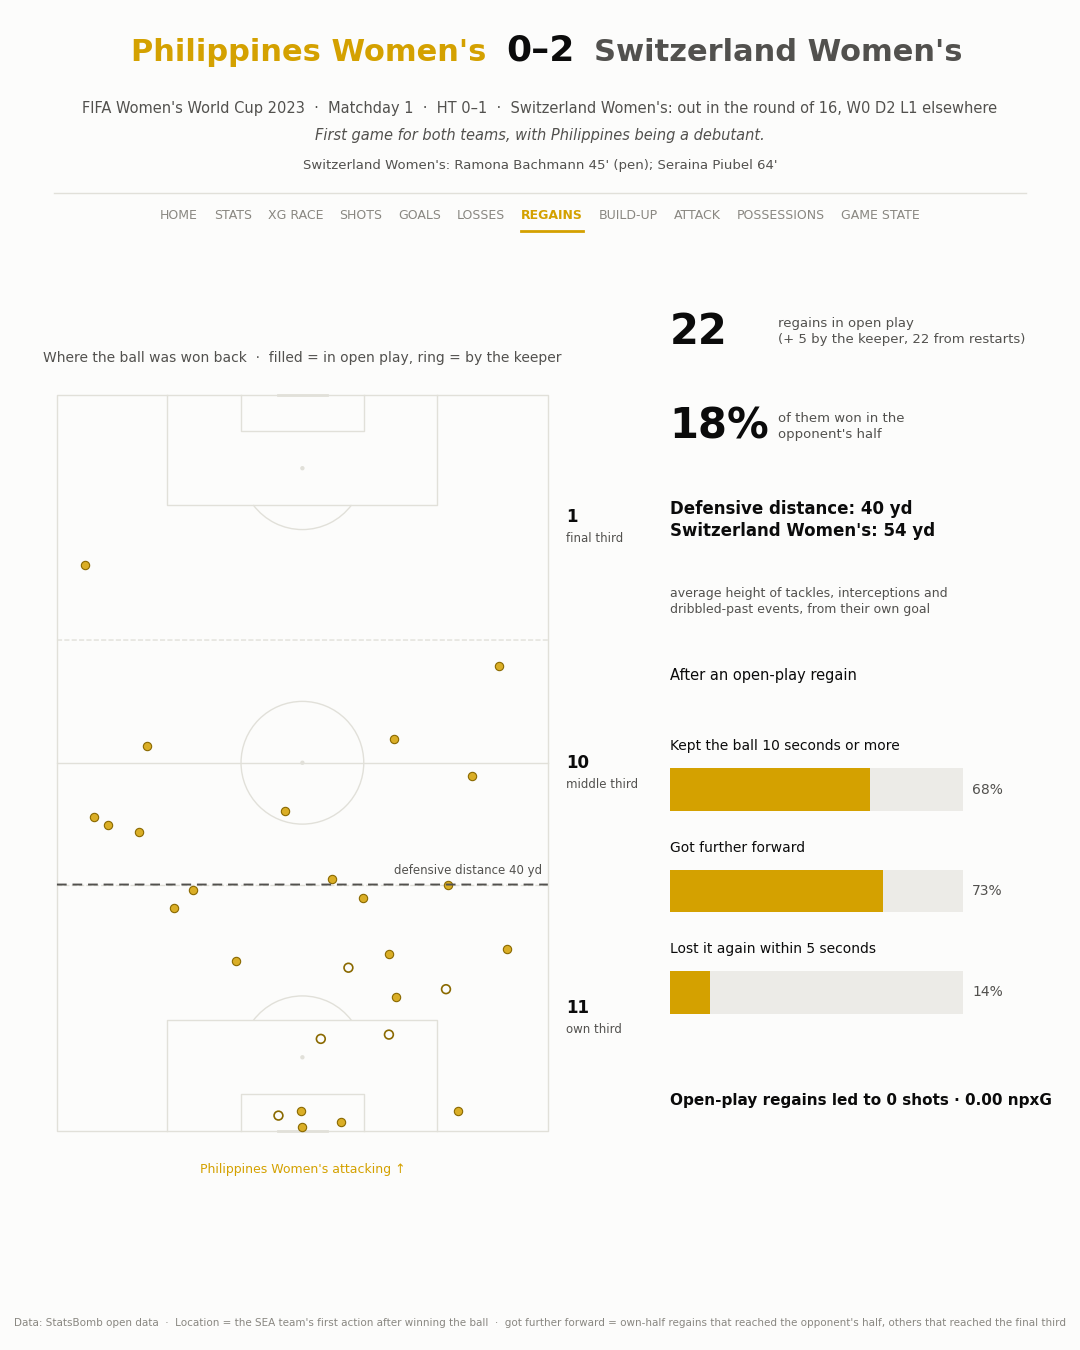 Philippines Women's 0–2 Switzerland Women's
FIFA Women's World Cup 2023 · Matchday 1 · HT 0–1 · Switzerland Women's: out in the round of 16, W0 D2 L1 elsewhere
First game for both teams, with Philippines being a debutant.
Switzerland Women's: Ramona Bachmann 45' (pen); Seraina Piubel 64'
HOME STATS XG RACE SHOTS GOALS LOSSES REGAINS BUILD-UP ATTACK POSSESSIONS GAME STATE
Where the ball was won back · filled = in open play, ring = by the keeper
1
final third
10
middle third
defensive distance 40 yd
11
own third
Philippines Women's attacking ↑
22
regains in open play
(+ 5 by the keeper, 22 from restarts)
18%
of them won in the
opponent's half
Defensive distance: 40 yd
Switzerland Women's: 54 yd
average height of tackles, interceptions and
dribbled-past events, from their own goal
After an open-play regain
Kept the ball 10 seconds or more
68%
Got further forward
73%
Lost it again within 5 seconds
14%
Open-play regains led to 0 shots · 0.00 npxG
Data: StatsBomb open data · Location = the SEA team's first action after winning the ball · got further forward = own-half regains that reached the opponent's half, others that reached the final third